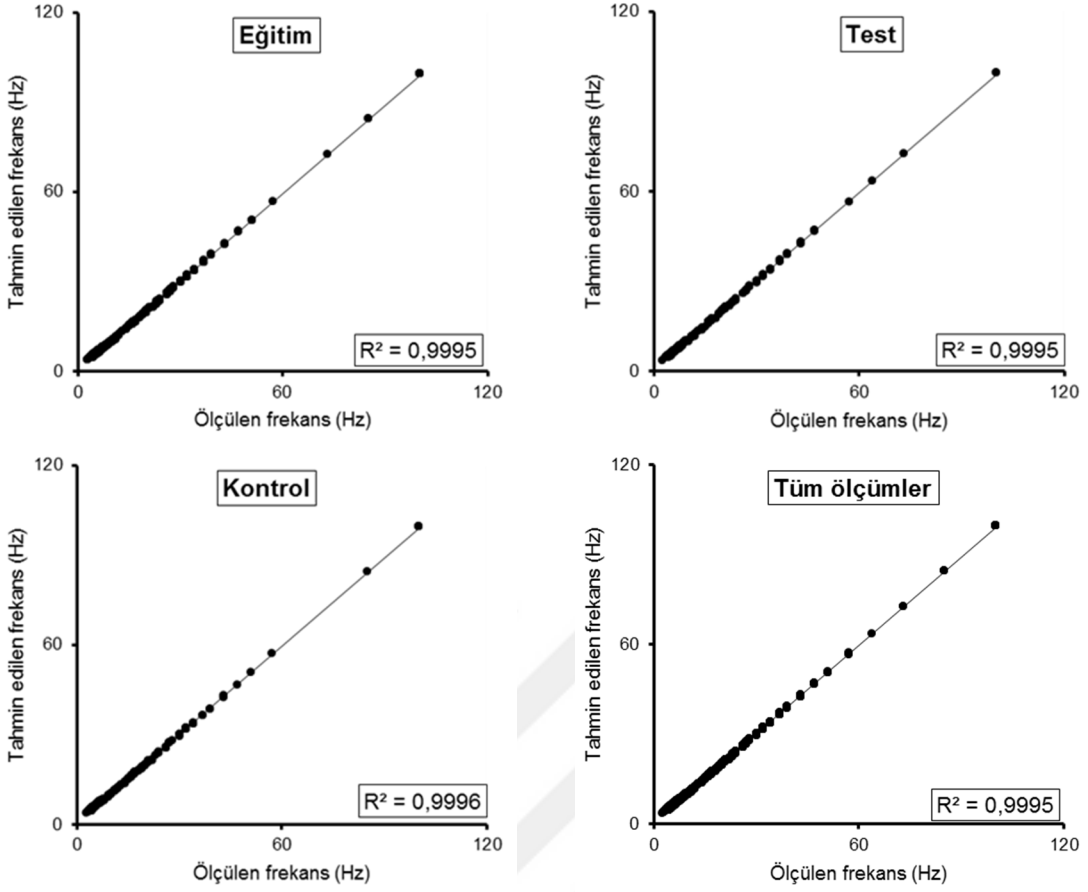 Eğitim
120
60
0
Tahmin edilen frekans (Hz)
R² = 0,9995
0 60 120
Ölçülen frekans (Hz)
Test
120
60
0
Tahmin edilen frekans (Hz)
R² = 0,9995
0 60 120
Ölçülen frekans (Hz)
Kontrol
120
60
0
Tahmin edilen frekans (Hz)
R² = 0,9996
0 60 120
Ölçülen frekans (Hz)
Tüm ölçümler
120
60
0
Tahmin edilen frekans (Hz)
R² = 0,9995
0 60 120
Ölçülen frekans (Hz)